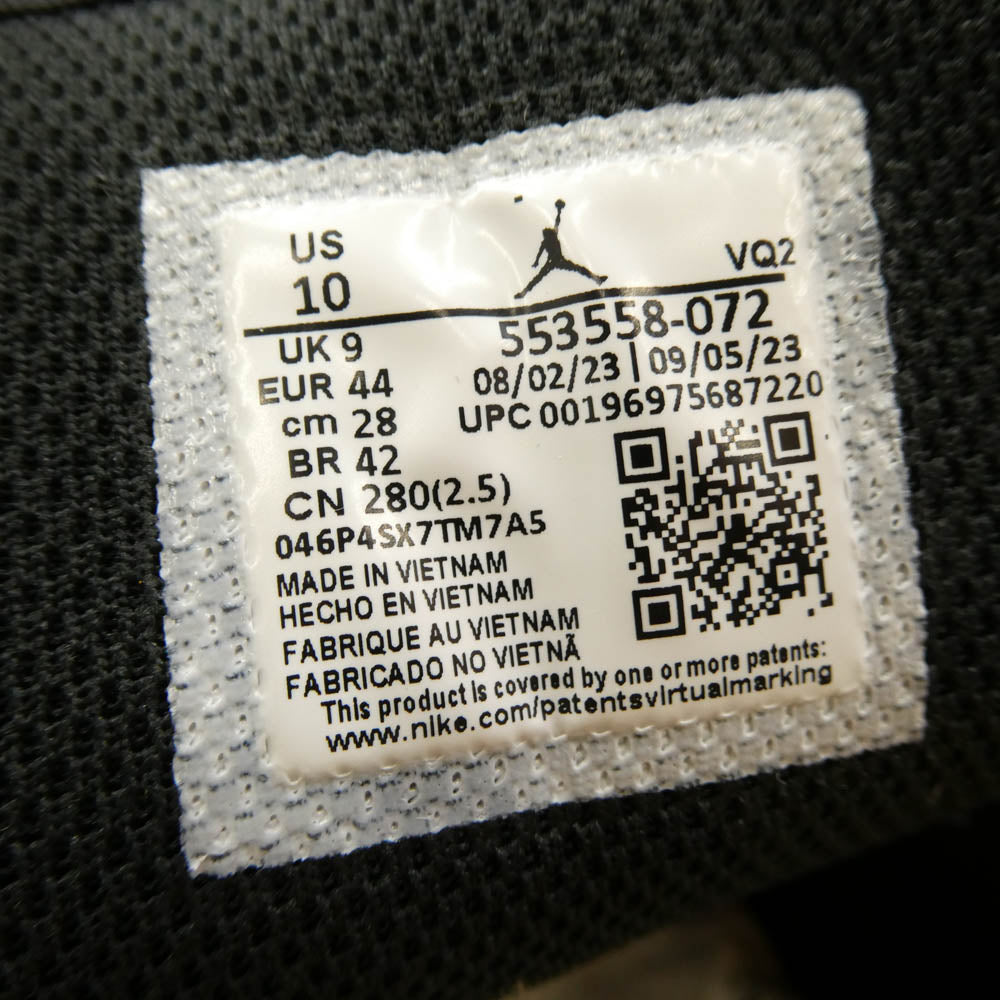 US
10
VQ2
UK 9
EUR 44
cm 28
BR 42
CN 280(2.5)
553558-072
08/02/23 | 09/05/23
UPC 00196975687220
046P4SX7TM7A5
MADE IN VIETNAM
HECHO EN VIETNAM
FABRIQUE AU VIETNAM
FABRICADO NO VIETNÃ
This product is covered by one or more patents:
www.nike.com/patentsvirtualmarking